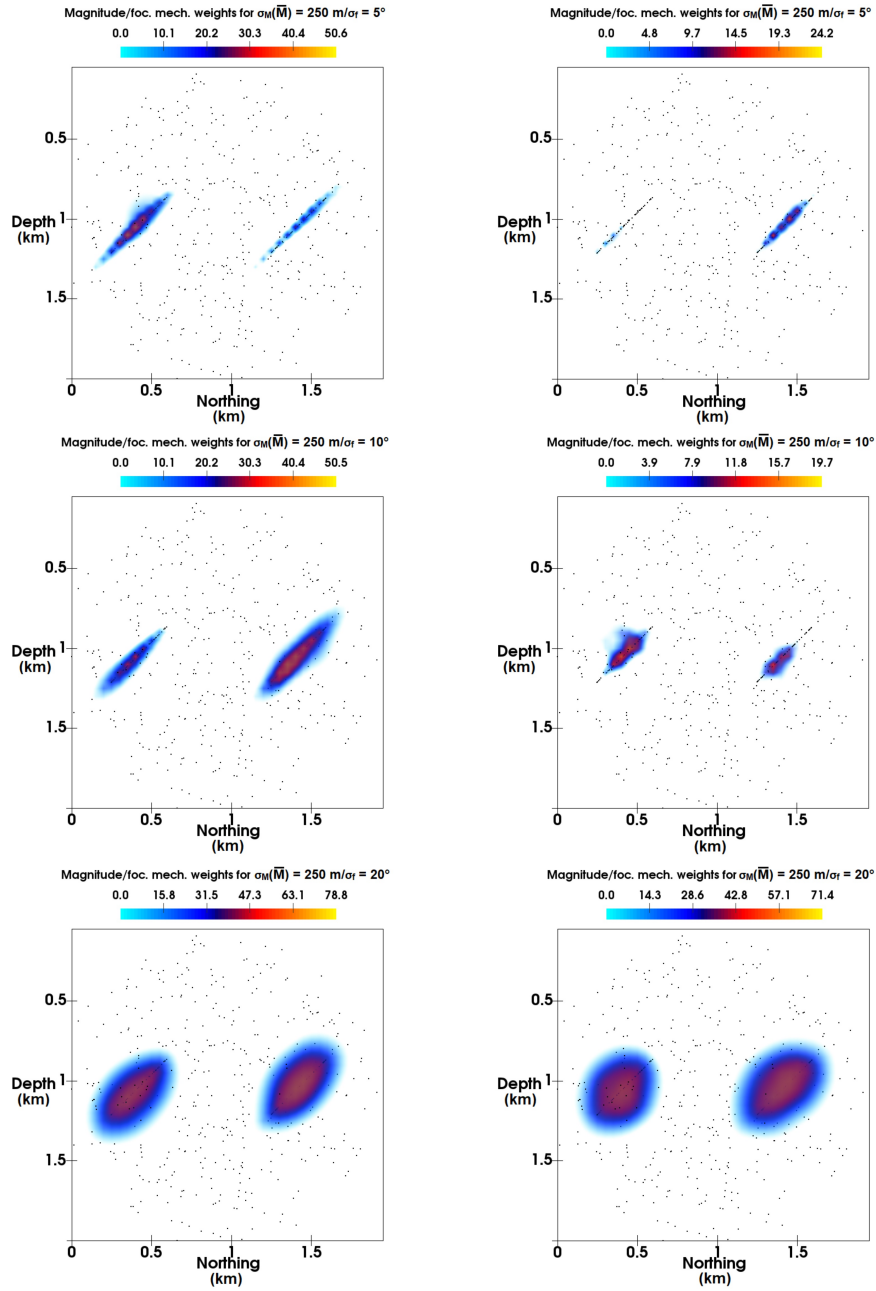 Magnitude/foc. mech. weights for σM(M̅) = 250 m/σf = 5°
0.0 10.1 20.2 30.3 40.4 50.6
0.5
Depth 1
(km)
1.5
0 0.5 1 1.5
Northing
(km)
Magnitude/foc. mech. weights for σM(M̅) = 250 m/σf = 5°
0.0 4.8 9.7 14.5 19.3 24.2
0.5
Depth 1
(km)
1.5
0 0.5 1 1.5
Northing
(km)
Magnitude/foc. mech. weights for σM(M̅) = 250 m/σf = 10°
0.0 10.1 20.2 30.3 40.4 50.5
0.5
Depth 1
(km)
1.5
0 0.5 1 1.5
Northing
(km)
Magnitude/foc. mech. weights for σM(M̅) = 250 m/σf = 10°
0.0 3.9 7.9 11.8 15.7 19.7
0.5
Depth 1
(km)
1.5
0 0.5 1 1.5
Northing
(km)
Magnitude/foc. mech. weights for σM(M̅) = 250 m/σf = 20°
0.0 15.8 31.5 47.3 63.1 78.8
0.5
Depth 1
(km)
1.5
0 0.5 1 1.5
Northing
(km)
Magnitude/foc. mech. weights for σM(M̅) = 250 m/σf = 20°
0.0 14.3 28.6 42.8 57.1 71.4
0.5
Depth 1
(km)
1.5
0 0.5 1 1.5
Northing
(km)